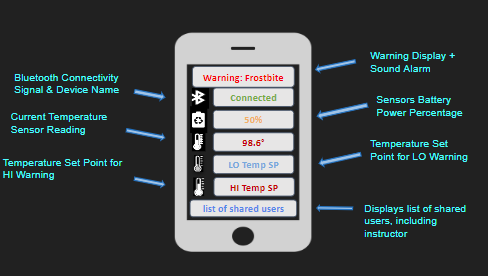 Warning: Frostbite
Connected
50%
98.6°
LO Temp SP
HI Temp SP
list of shared users
Bluetooth Connectivity
Signal & Device Name
Current Temperature
Sensor Reading
Temperature Set Point for
HI Warning
Warning Display +
Sound Alarm
Sensors Battery
Power Percentage
Temperature Set
Point for LO Warning
Displays list of shared
users, including
instructor